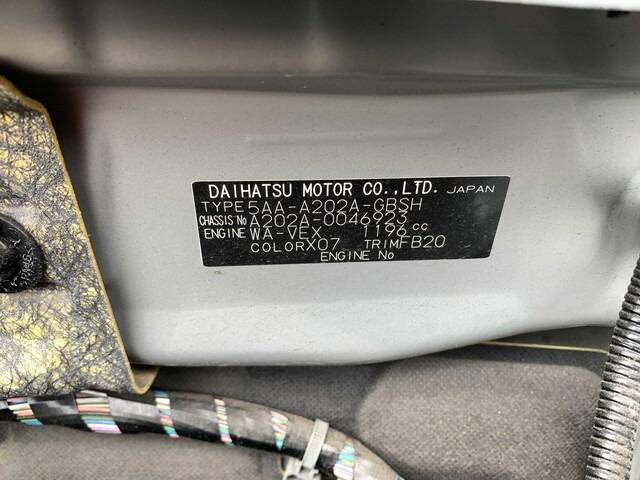 DAIHATSU MOTOR CO.,LTD. JAPAN
TYPE 5AA-A202A-GBSH
CHASSIS No A202A-0046923
ENGINE WA-VEX 1196 cc
COLOR X07 TRIM FB20
ENGINE No